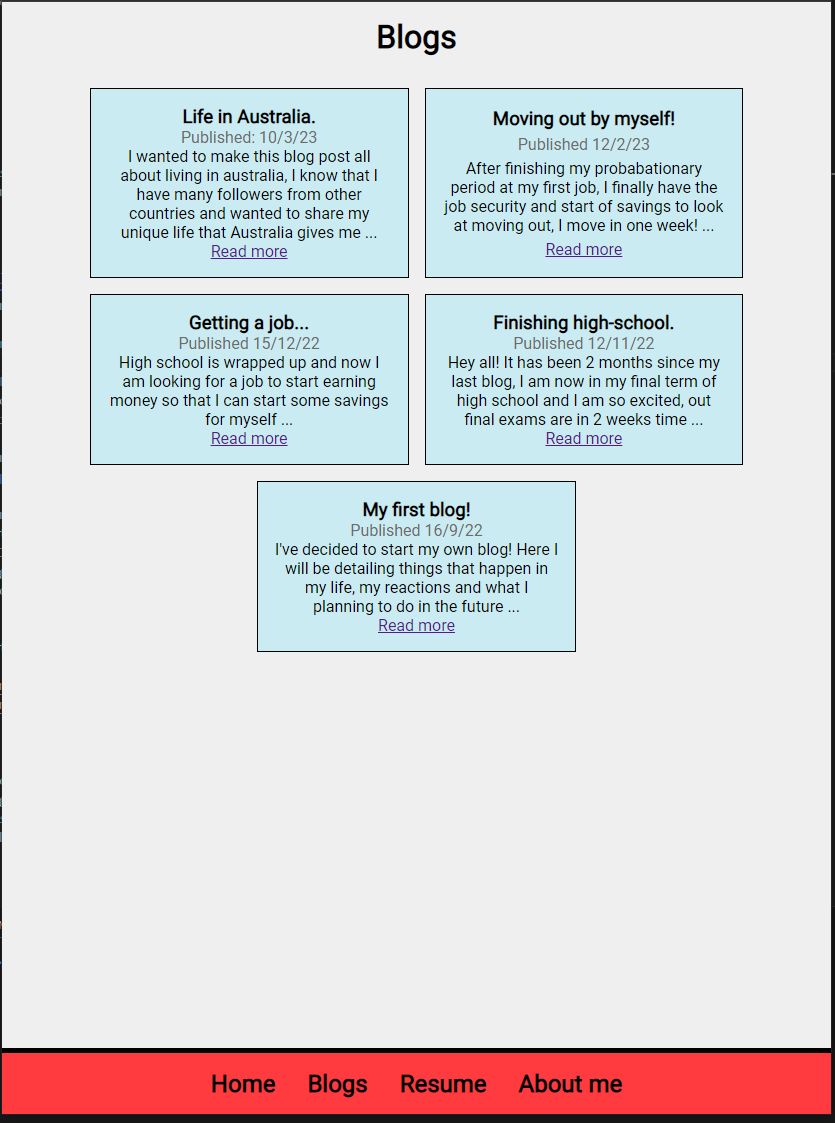 Blogs
Life in Australia.
Published: 10/3/23
I wanted to make this blog post all
about living in australia, I know that I
have many followers from other
countries and wanted to share my
unique life that Australia gives me ...
Read more
Moving out by myself!
Published 12/2/23
After finishing my probabationary
period at my first job, I finally have the
job security and start of savings to look
at moving out, I move in one week! ...
Read more
Getting a job...
Published 15/12/22
High school is wrapped up and now I
am looking for a job to start earning
money so that I can start some savings
for myself ...
Read more
Finishing high-school.
Published 12/11/22
Hey all! It has been 2 months since my
last blog, I am now in my final term of
high school and I am so excited, out
final exams are in 2 weeks time ...
Read more
My first blog!
Published 16/9/22
I've decided to start my own blog! Here I
will be detailing things that happen in
my life, my reactions and what I
planning to do in the future ...
Read more
Home Blogs Resume About me